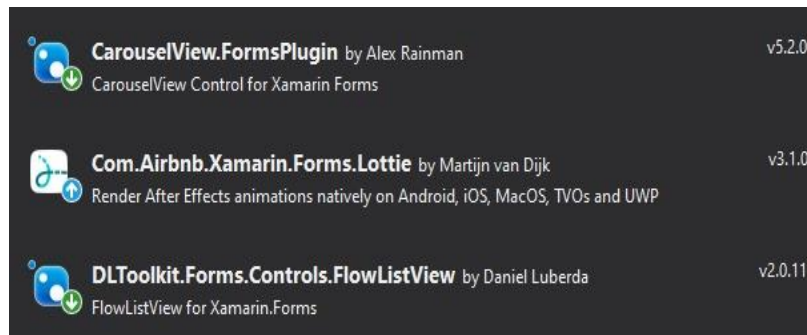 CarouselView.FormsPlugin by Alex Rainman v5.2.0
CarouselView Control for Xamarin Forms
Com.Airbnb.Xamarin.Forms.Lottie by Martijn van Dijk v3.1.0
Render After Effects animations natively on Android, iOS, MacOS, TVOs and UWP
DLToolkit.Forms.Controls.FlowListView by Daniel Luberda v2.0.11
FlowListView for Xamarin.Forms